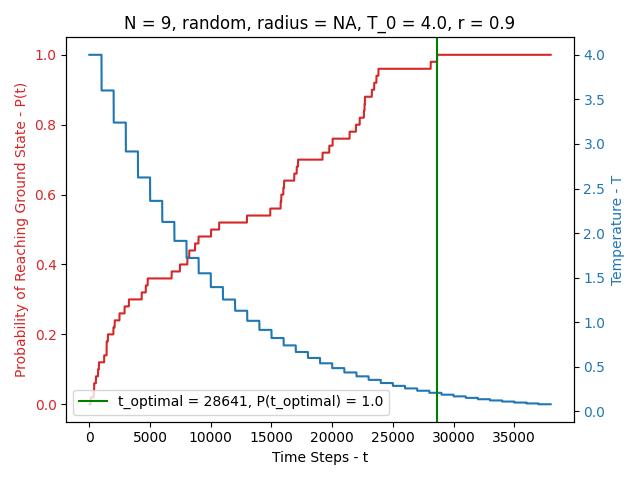 N = 9, random, radius = NA, T_0 = 4.0, r = 0.9
Probability of Reaching Ground State - P(t)
1.0
0.8
0.6
0.4
0.2
0.0
4.0
3.5
3.0
2.5
2.0
1.5
1.0
0.5
0.0
Temperature - T
t_optimal = 28641, P(t_optimal) = 1.0
0 5000 10000 15000 20000 25000 30000 35000
Time Steps - t